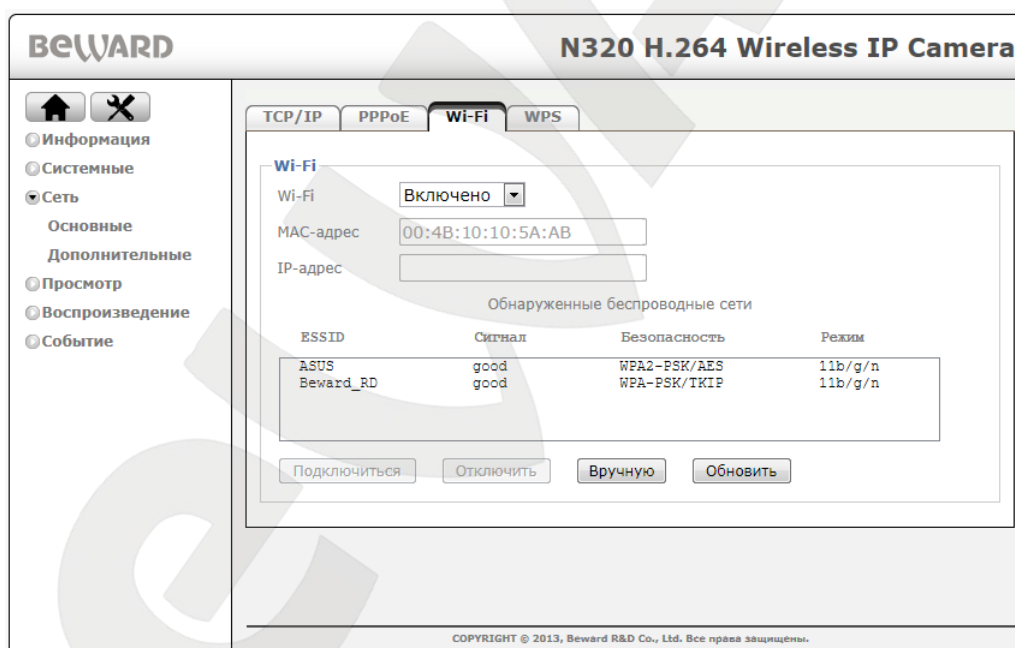 BEWARD
N320 H.264 Wireless IP Camera
TCP/IP PPPoE Wi-Fi WPS
Информация
Системные
Сеть
Основные
Дополнительные
Просмотр
Воспроизведение
Событие
Wi-Fi
Wi-Fi Включено
МАС-адрес 00:4B:10:10:5A:AB
IP-адрес
Обнаруженные беспроводные сети
ESSID Сигнал Безопасность Режим
ASUS good WPA2-PSK/AES 11b/g/n
Beward_RD good WPA-PSK/TKIP 11b/g/n
Подключиться Отключить Вручную Обновить
COPYRIGHT © 2013, Beward R&D Co., Ltd. Все права защищены.